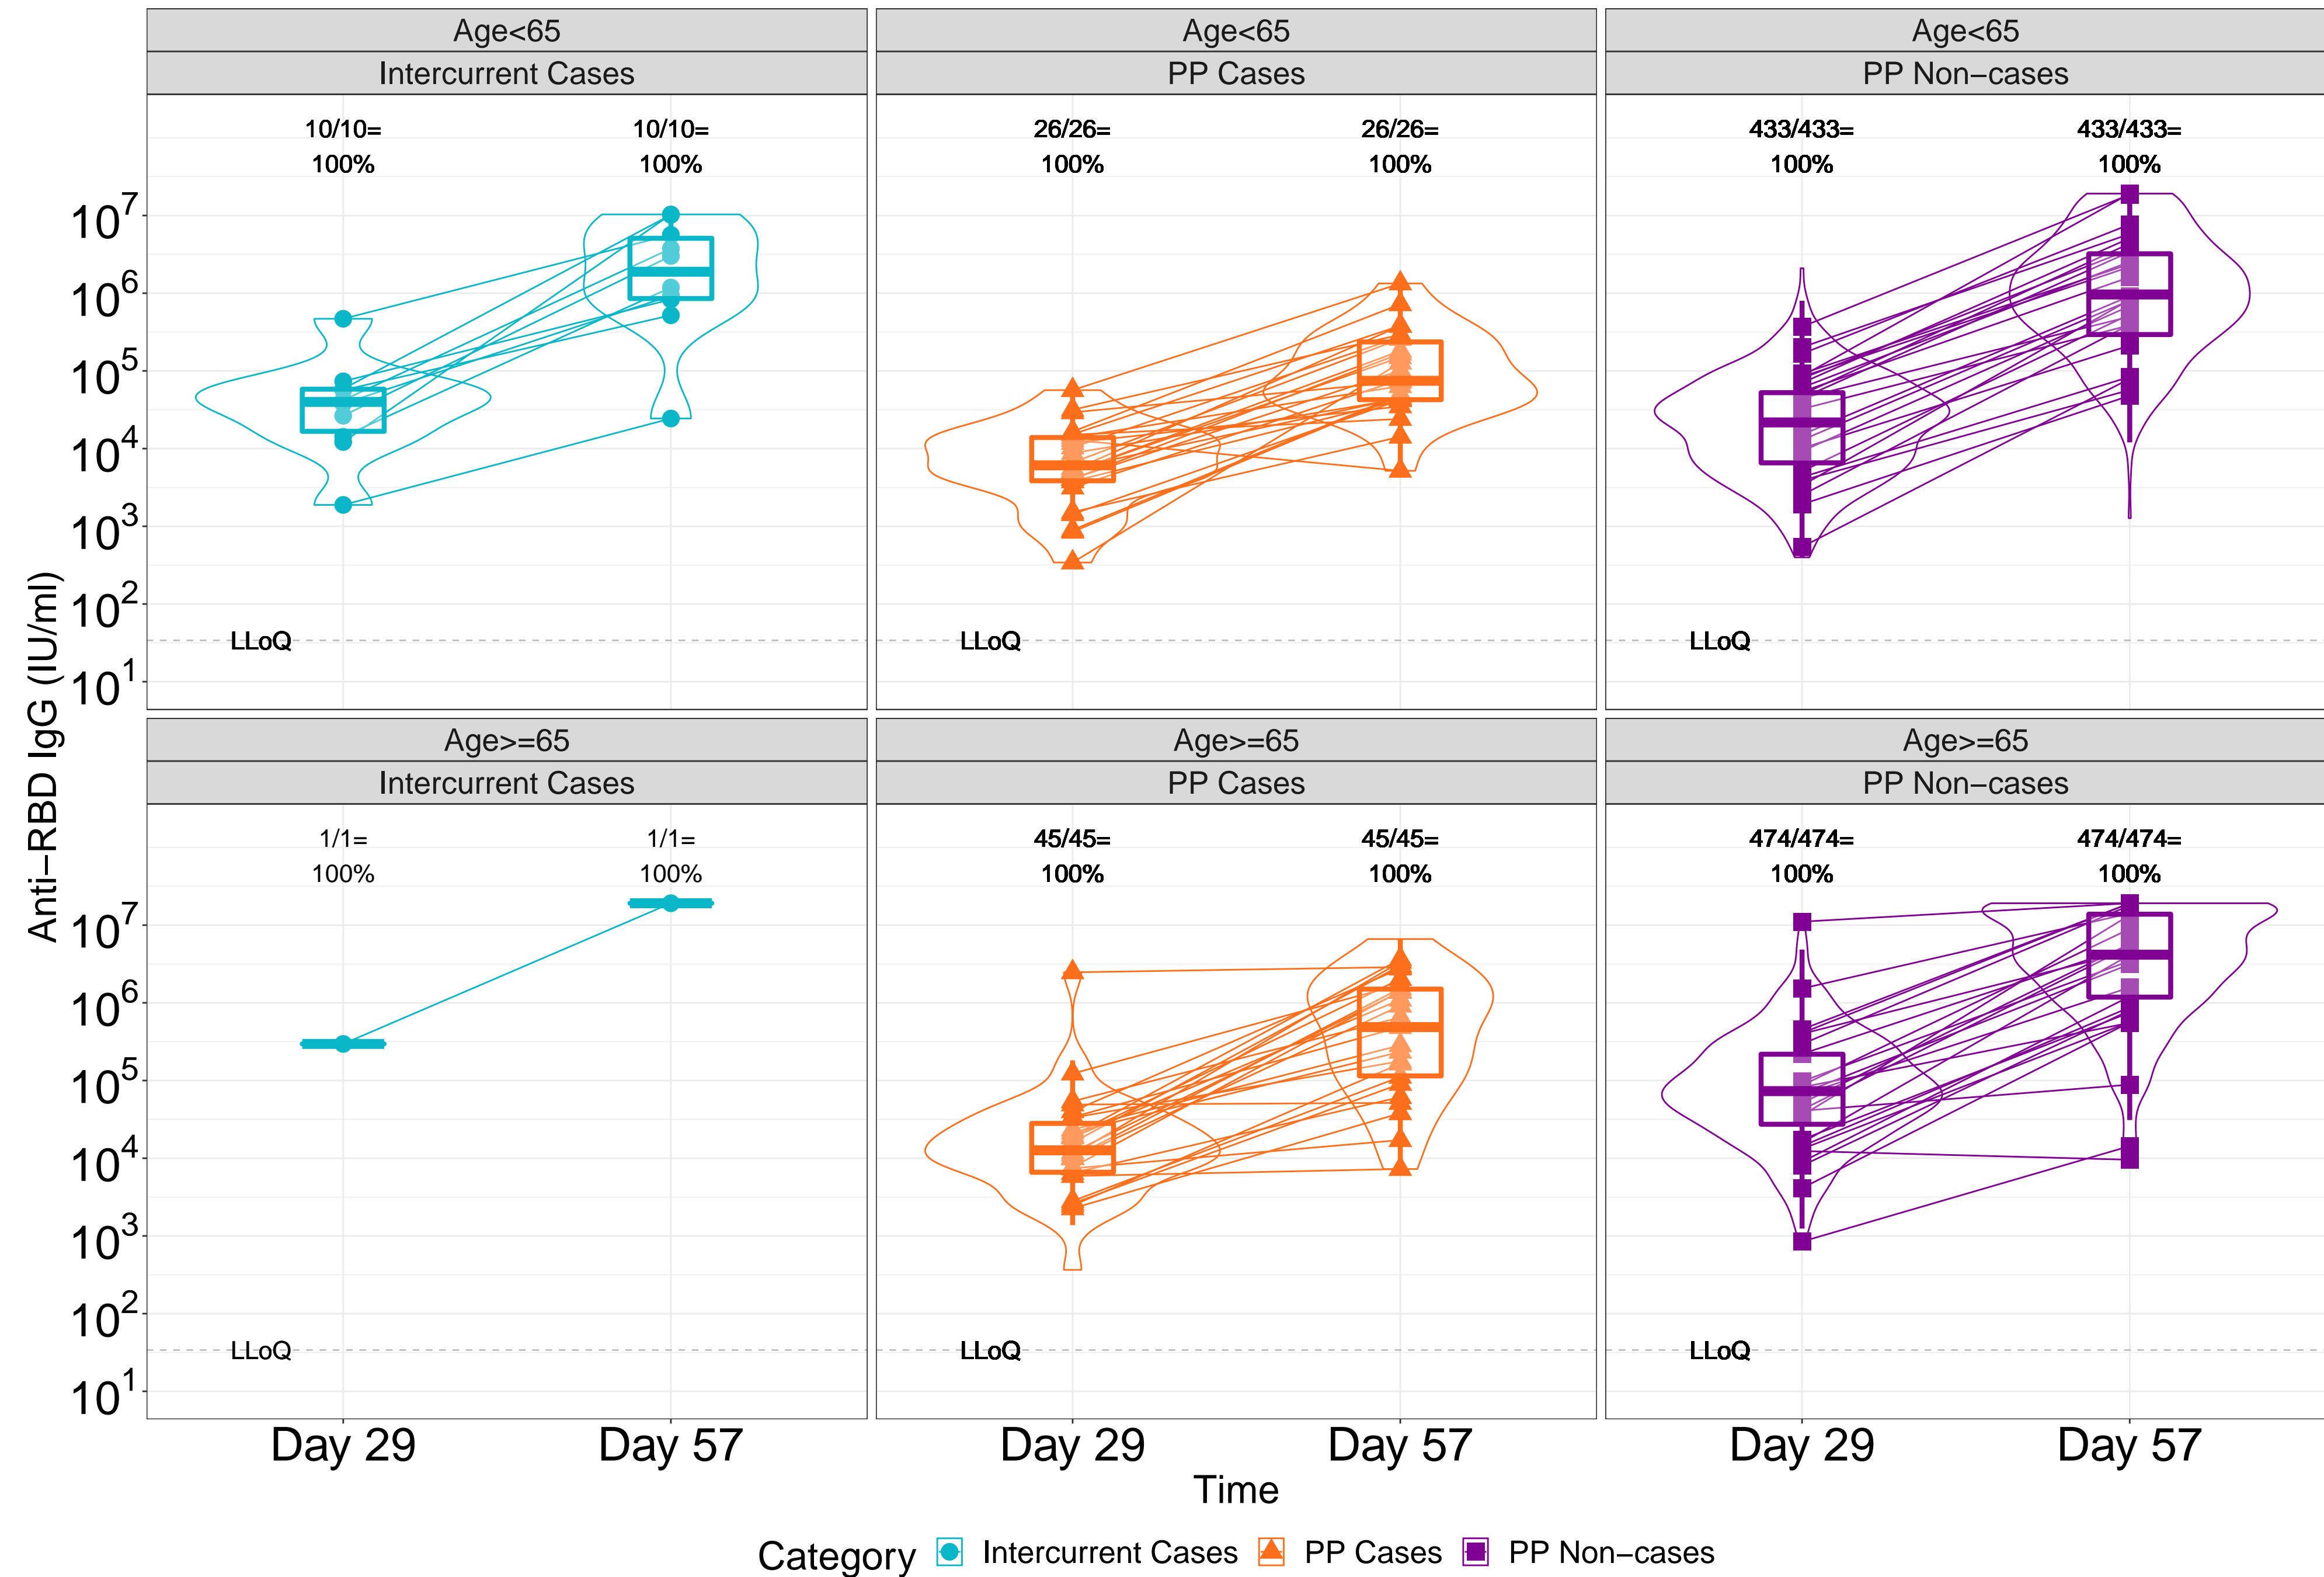 Age<65 Age<65 Age<65
Intercurrent Cases PP Cases PP Non−cases
10/10= 10/10= 26/26= 26/26= 433/433= 433/433=
100% 100% 100% 100% 100% 100%
10^7
10^6
10^5
10^4
10^3
10^2
10^1
LLoQ LLoQ LLoQ
Anti−RBD IgG (IU/ml)
Age>=65 Age>=65 Age>=65
Intercurrent Cases PP Cases PP Non−cases
1/1= 1/1= 45/45= 45/45= 474/474= 474/474=
100% 100% 100% 100% 100% 100%
10^7
10^6
10^5
10^4
10^3
10^2
10^1
LLoQ LLoQ LLoQ
Day 29 Day 57 Day 29 Day 57 Day 29 Day 57
Time
Category Intercurrent Cases PP Cases PP Non−cases